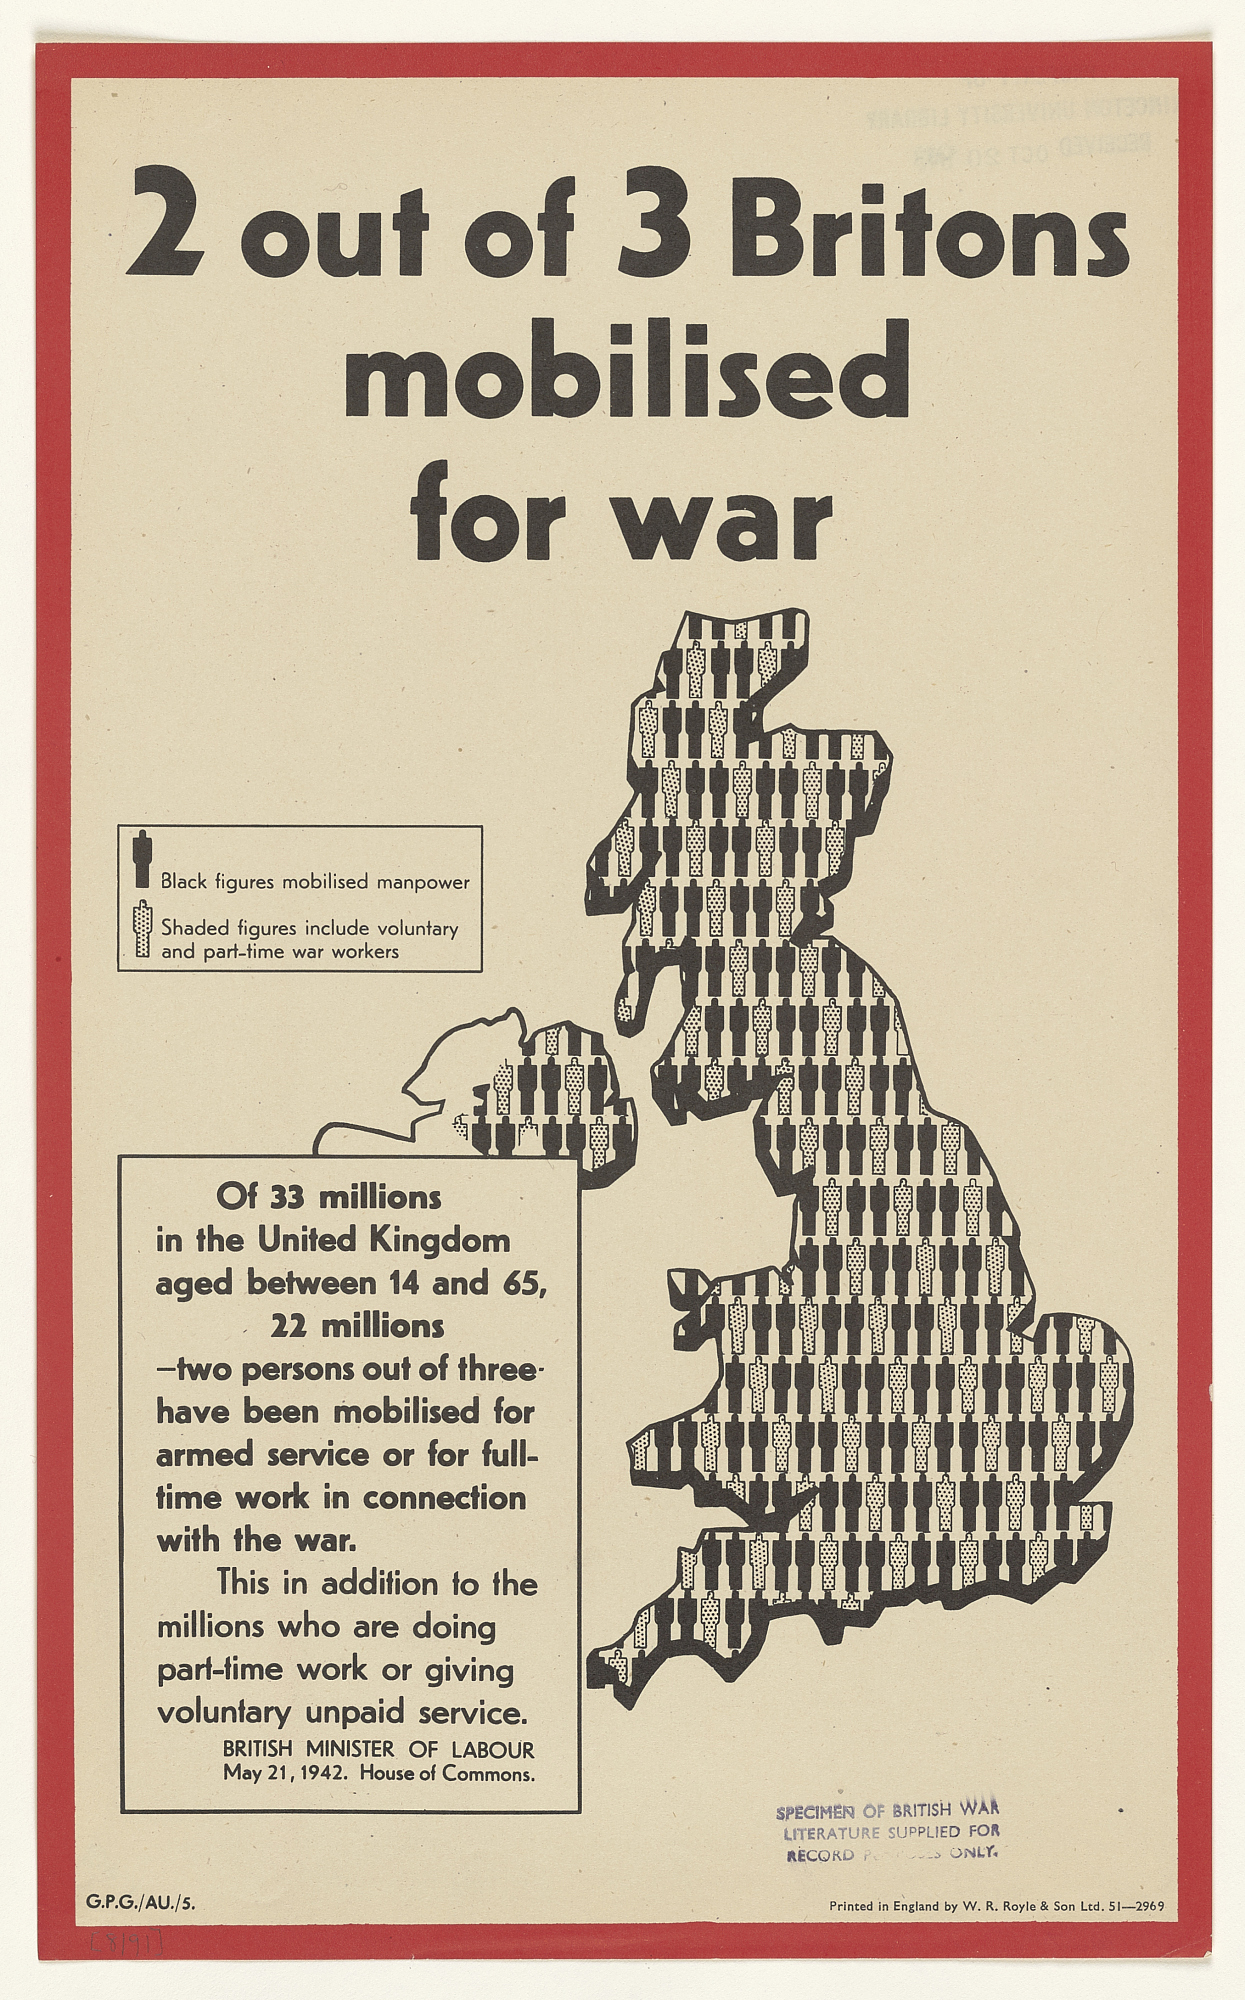 2 out of 3 Britons
mobilised
for war
Black figures mobilised manpower
Shaded figures include voluntary
and part-time war workers
Of 33 millions
in the United Kingdom
aged between 14 and 65,
22 millions
—two persons out of three-
have been mobilised for
armed service or for full-
time work in connection
with the war.
This in addition to the
millions who are doing
part-time work or giving
voluntary unpaid service.
BRITISH MINISTER OF LABOUR
May 21, 1942. House of Commons.
SPECIMEN OF BRITISH WAR
LITERATURE SUPPLIED FOR
RECORD ONLY.
G.P.G./AU./5.
Printed in England by W. R. Royle & Son Ltd. 51—2969